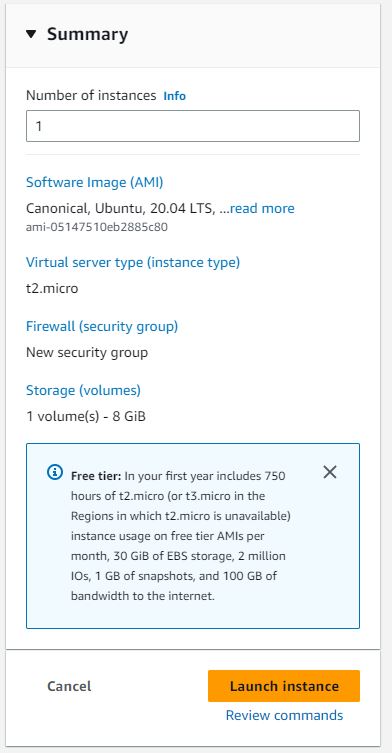 Summary
Number of instances Info
1
Software Image (AMI)
Canonical, Ubuntu, 20.04 LTS, ...read more
ami-05147510eb2885c80
Virtual server type (instance type)
t2.micro
Firewall (security group)
New security group
Storage (volumes)
1 volume(s) - 8 GiB
Free tier: In your first year includes 750
hours of t2.micro (or t3.micro in the
Regions in which t2.micro is unavailable)
instance usage on free tier AMIs per
month, 30 GiB of EBS storage, 2 million
IOs, 1 GB of snapshots, and 100 GB of
bandwidth to the internet.
Cancel
Launch instance
Review commands